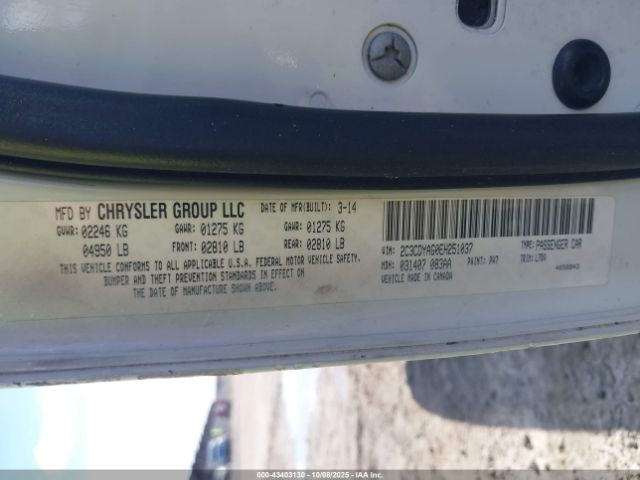 MFD BY CHRYSLER GROUP LLC DATE OF MFR(BUILT): 3-14
GVWR: 02246 KG GAWR: 01275 KG GAWR: 01275 KG
04950 LB FRONT: 02810 LB REAR: 02810 LB
THIS VEHICLE CONFORMS TO ALL APPLICABLE U.S.A. FEDERAL MOTOR VEHICLE SAFETY,
BUMPER AND THEFT PREVENTION STANDARDS IN EFFECT ON
THE DATE OF MANUFACTURE SHOWN ABOVE.
VIN: 2C3CDYAG0EH251037 TYPE: PASSENGER CAR
MDH: 031407 083AA PAINT: PW7 TRIM:
VEHICLE MADE IN CANADA
000-43403130 - 10/08/2025 - IAAI.COM